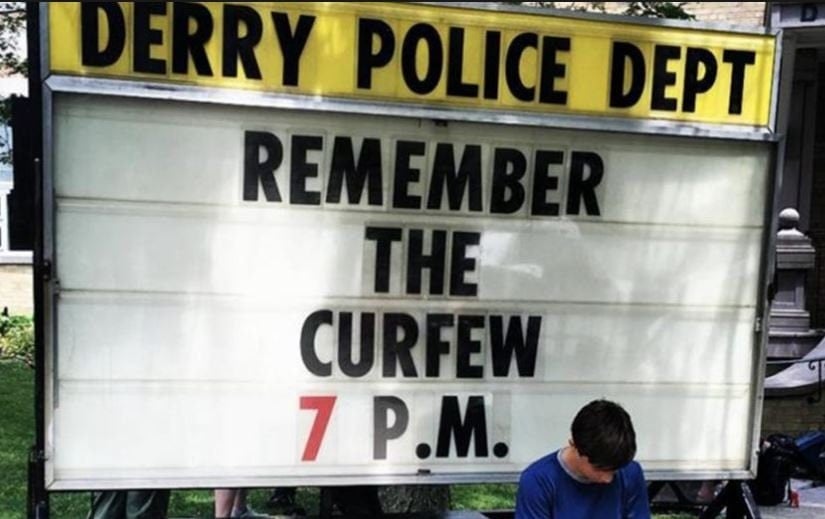 DERRY POLICE DEPT
REMEMBER
THE
CURFEW
7 P.M.